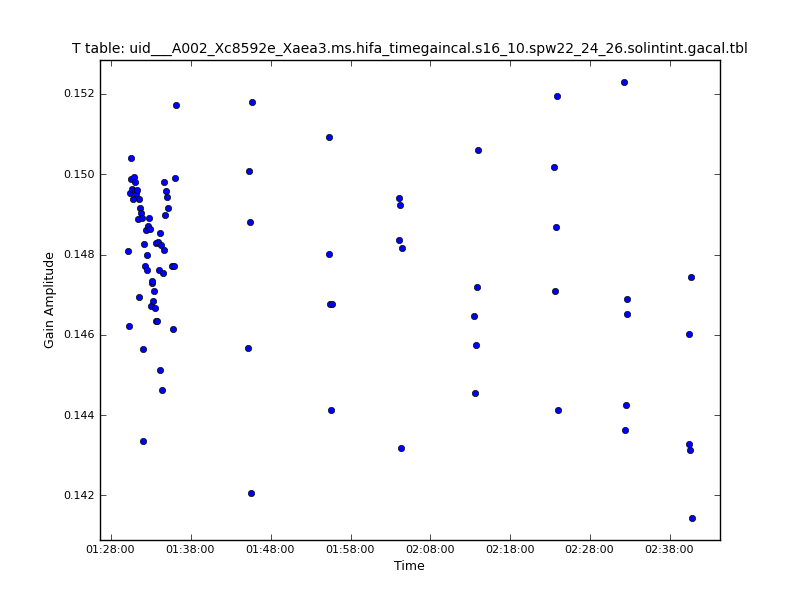 T table: uid___A002_Xc8592e_Xaea3.ms.hifa_timegaincal.s16_10.spw22_24_26.solintint.gacal.tbl
0.152
0.150
0.148
0.146
0.144
0.142
Gain Amplitude
01:28:00 01:38:00 01:48:00 01:58:00 02:08:00 02:18:00 02:28:00 02:38:00
Time